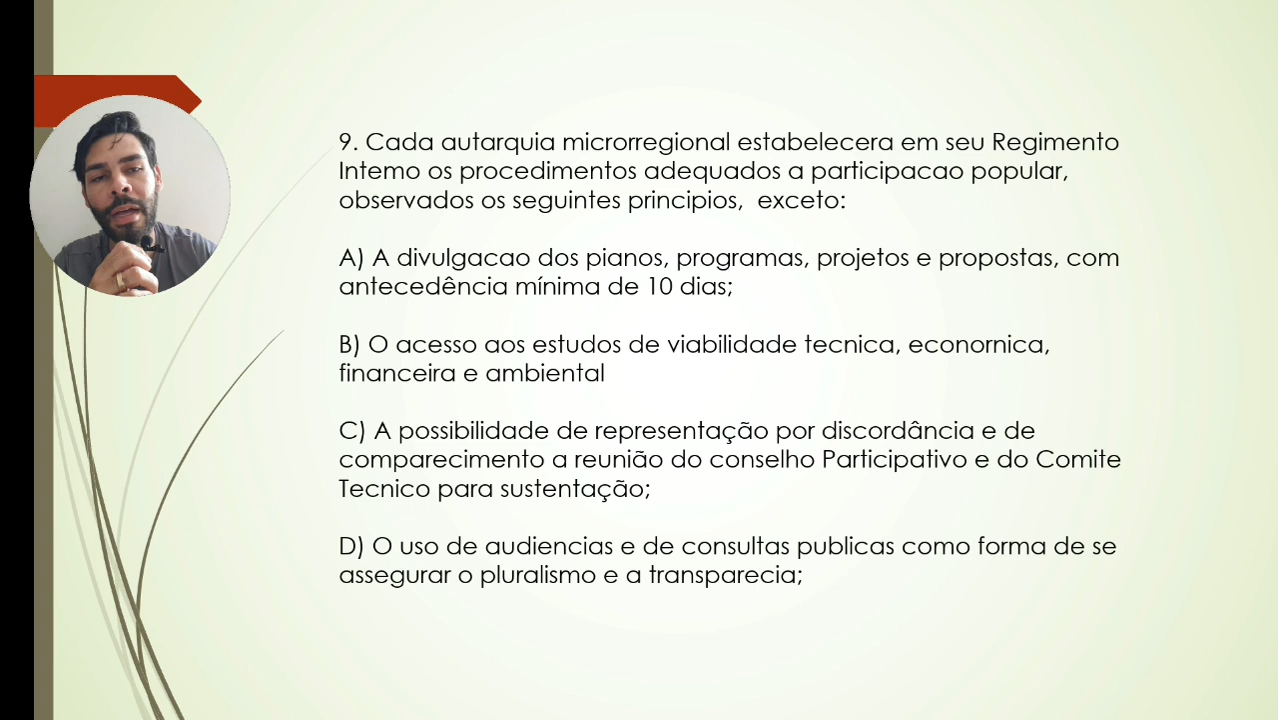 9. Cada autarquia microrregional estabelecera em seu Regimento
Intemo os procedimentos adequados a participacao popular,
observados os seguintes principios, exceto:
A) A divulgacao dos pianos, programas, projetos e propostas, com
antecedência mínima de 10 dias;
B) O acesso aos estudos de viabilidade tecnica, econornica,
financeira e ambiental
C) A possibilidade de representação por discordância e de
comparecimento a reunião do conselho Participativo e do Comite
Tecnico para sustentação;
D) O uso de audiencias e de consultas publicas como forma de se
assegurar o pluralismo e a transparecia;